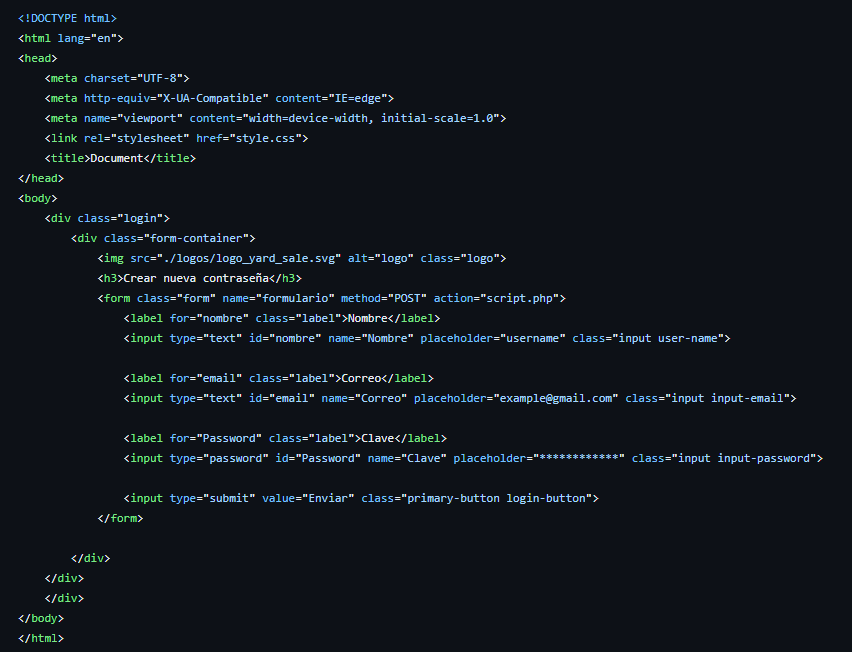 <!DOCTYPE html>
<html lang="en">
<head>
    <meta charset="UTF-8">
    <meta http-equiv="X-UA-Compatible" content="IE=edge">
    <meta name="viewport" content="width=device-width, initial-scale=1.0">
    <link rel="stylesheet" href="style.css">
    <title>Document</title>
</head>
<body>
    <div class="login">
        <div class="form-container">
            <img src="./logos/logo_yard_sale.svg" alt="logo" class="logo">
            <h3>Crear nueva contraseña</h3>
            <form class="form" name="formulario" method="POST" action="script.php">
                <label for="nombre" class="label">Nombre</label>
                <input type="text" id="nombre" name="Nombre" placeholder="username" class="input user-name">

                <label for="email" class="label">Correo</label>
                <input type="text" id="email" name="Correo" placeholder="example@gmail.com" class="input input-email">

                <label for="Password" class="label">Clave</label>
                <input type="password" id="Password" name="Clave" placeholder="************" class="input input-password">

                <input type="submit" value="Enviar" class="primary-button login-button">
            </form>

        </div>
    </div>
    </div>
</body>
</html>